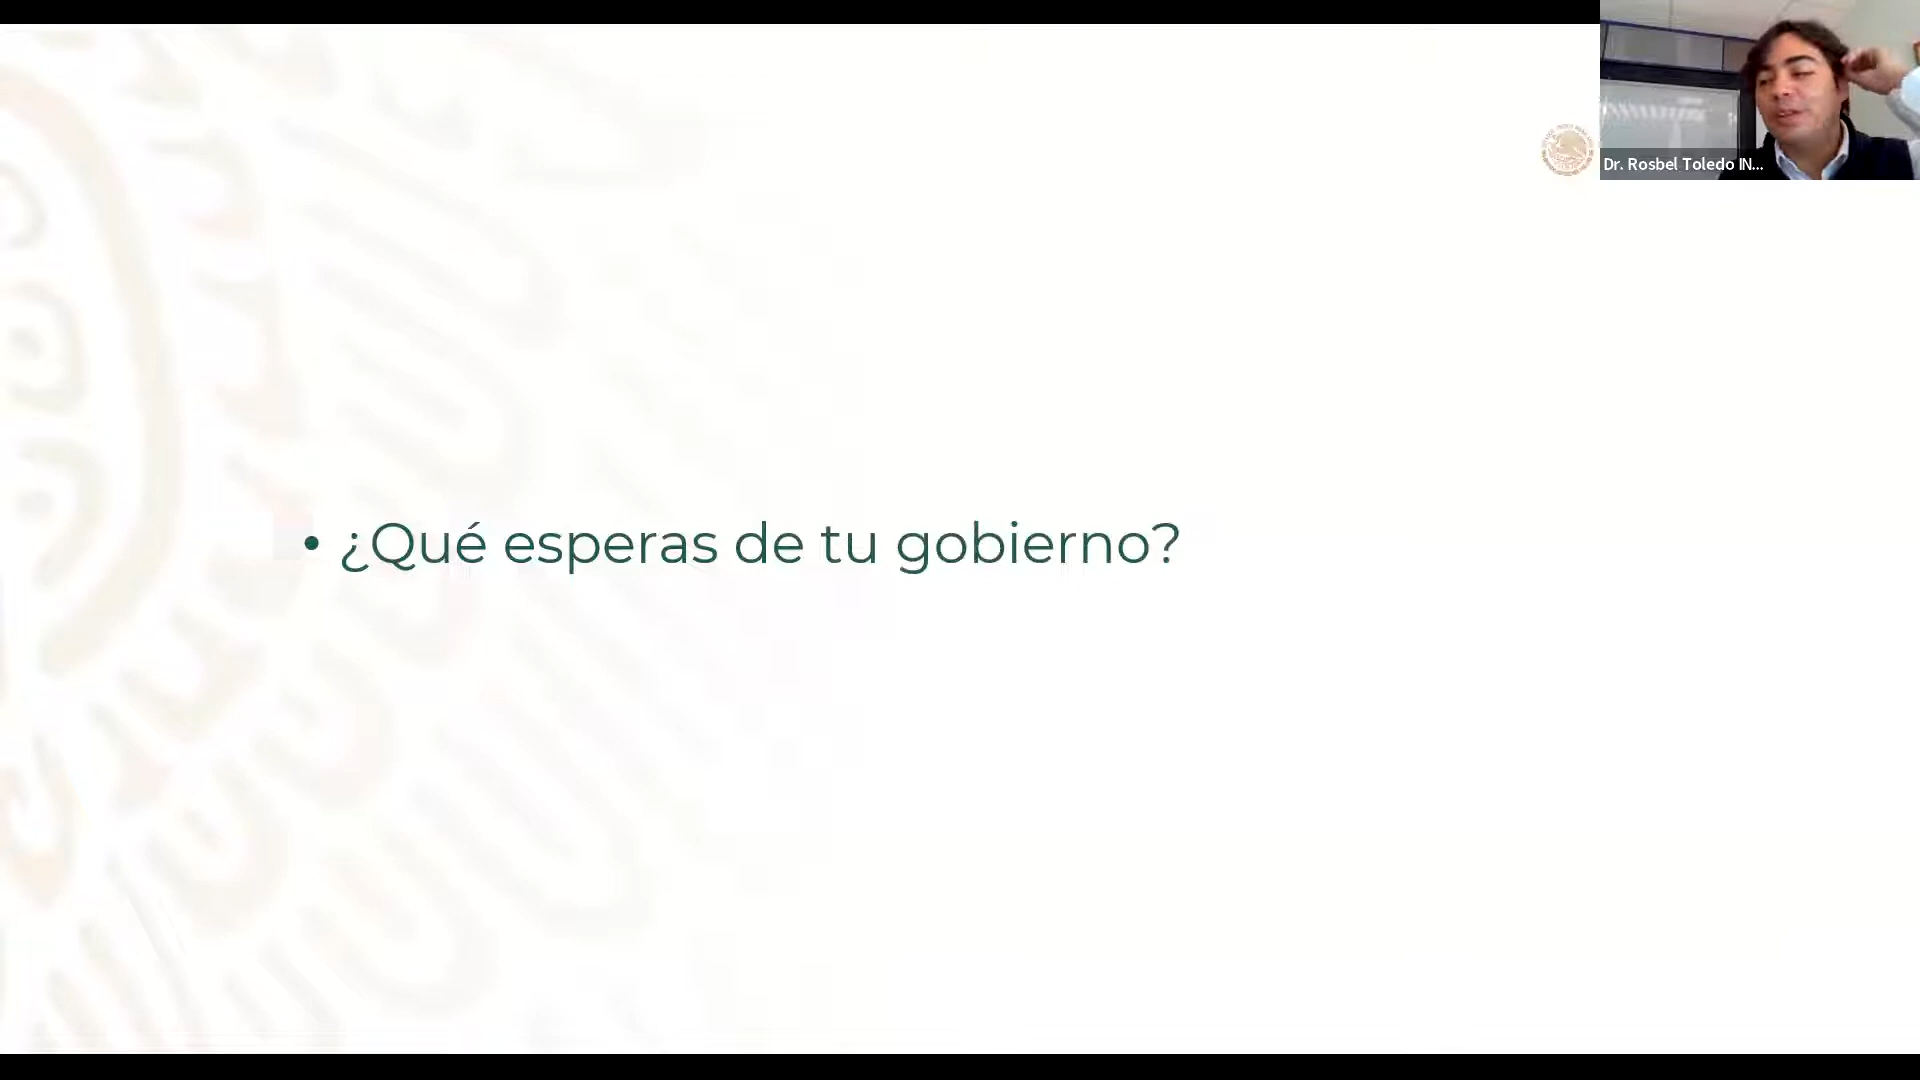 Dr. Rosbel Toledo IN...
• ¿Qué esperas de tu gobierno?